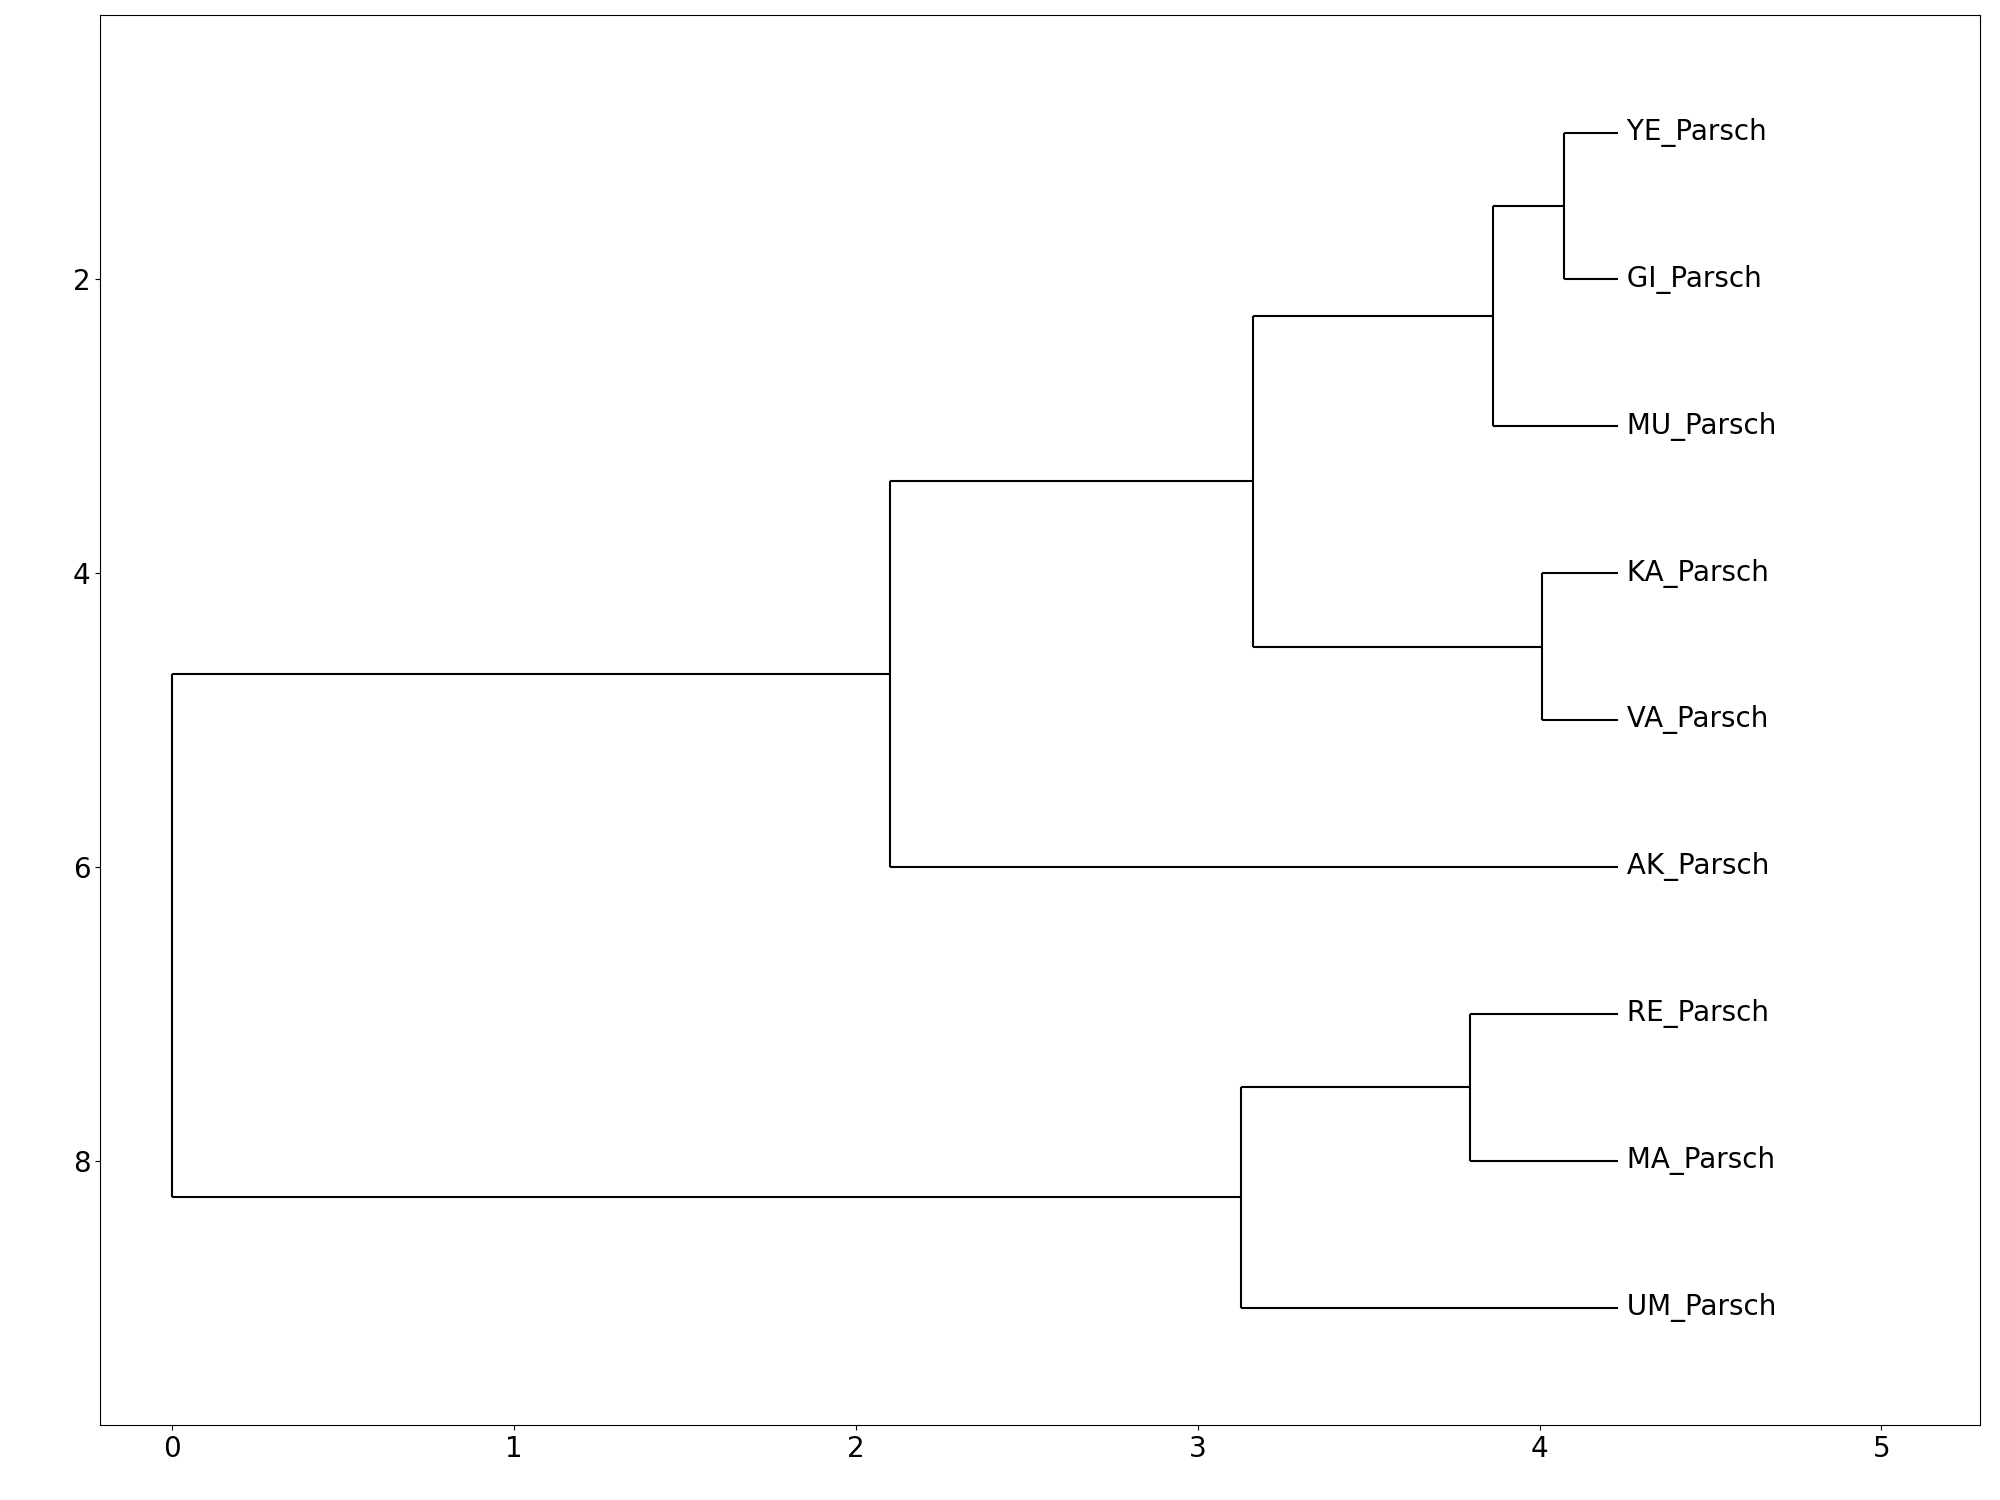 YE_Parsch
2 GI_Parsch
MU_Parsch
4 KA_Parsch
VA_Parsch
6 AK_Parsch
RE_Parsch
8 MA_Parsch
UM_Parsch
0 1 2 3 4 5